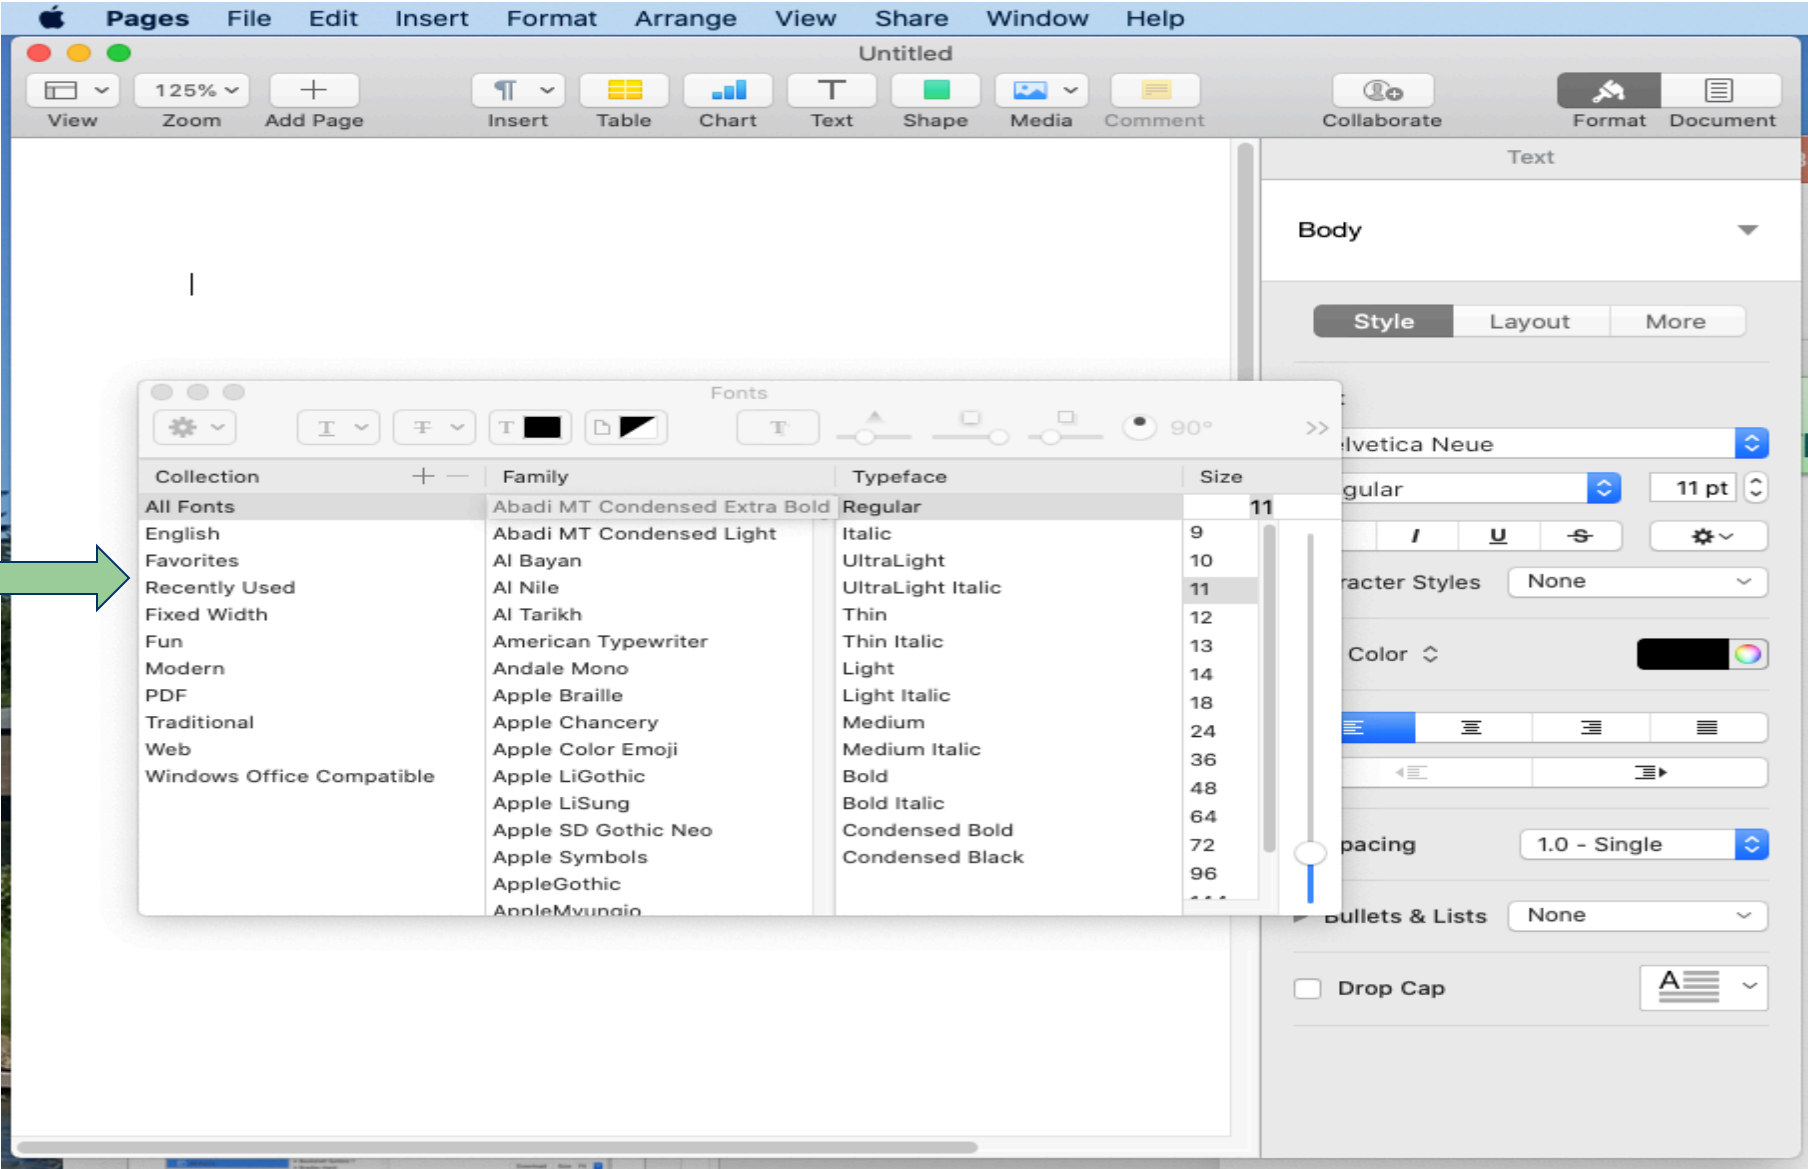 Pages File Edit Insert Format Arrange View Share Window Help
Untitled
125%
View Zoom Add Page Insert Table Chart Text Shape Media Comment Collaborate Format Document
Text
Body
Style Layout More
Fonts
90°
Collection Family Typeface Size
All Fonts
English
Favorites
Recently Used
Fixed Width
Fun
Modern
PDF
Traditional
Web
Windows Office Compatible
Abadi MT Condensed Extra Bold
Abadi MT Condensed Light
Al Bayan
Al Nile
Al Tarikh
American Typewriter
Andale Mono
Apple Braille
Apple Chancery
Apple Color Emoji
Apple LiGothic
Apple LiSung
Apple SD Gothic Neo
Apple Symbols
AppleGothic
AppleMyungjo
Regular
Italic
UltraLight
UltraLight Italic
Thin
Thin Italic
Light
Light Italic
Medium
Medium Italic
Bold
Bold Italic
Condensed Bold
Condensed Black
11
9
10
11
12
13
14
18
24
36
48
64
72
96
elvetica Neue
gular 11 pt
I U S
racter Styles None
Color
pacing 1.0 - Single
Bullets & Lists None
Drop Cap A